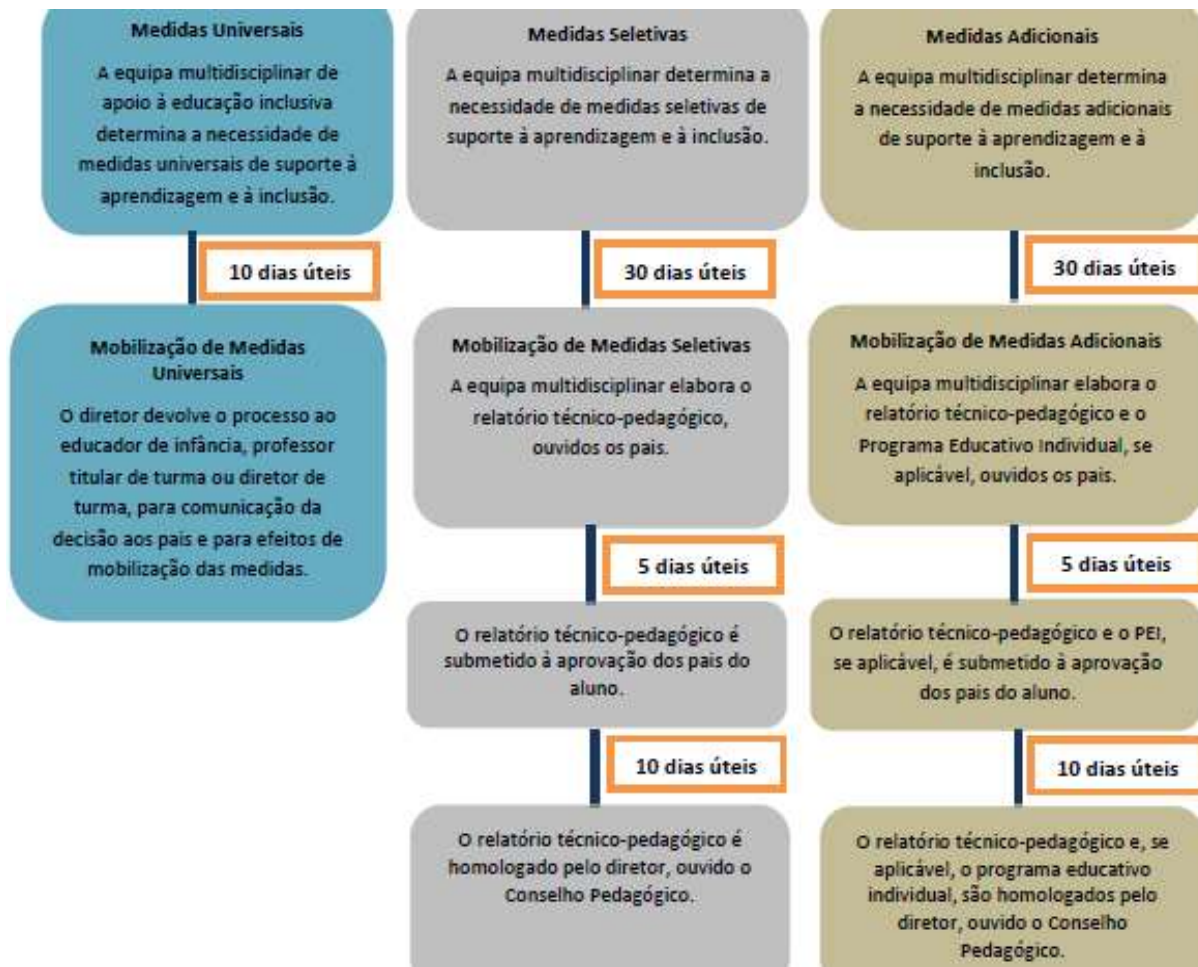 Medidas Universais
A equipa multidisciplinar de
apoio à educação inclusiva
determina a necessidade de
medidas universais de suporte à
aprendizagem e à inclusão.
10 dias úteis
Mobilização de Medidas
Universais
O diretor devolve o processo ao
educador de infância, professor
titular de turma ou diretor de
turma, para comunicação da
decisão aos pais e para efeitos de
mobilização das medidas.
Medidas Seletivas
A equipa multidisciplinar determina a
necessidade de medidas seletivas de
suporte à aprendizagem e à inclusão.
30 dias úteis
Mobilização de Medidas Seletivas
A equipa multidisciplinar elabora o
relatório técnico-pedagógico,
ouvidos os pais.
5 dias úteis
O relatório técnico-pedagógico é
submetido à aprovação dos pais do
aluno.
10 dias úteis
O relatório técnico-pedagógico é
homologado pelo diretor, ouvido o
Conselho Pedagógico.
Medidas Adicionais
A equipa multidisciplinar determina
a necessidade de medidas adicionais
de suporte à aprendizagem e à
inclusão.
30 dias úteis
Mobilização de Medidas Adicionais
A equipa multidisciplinar elabora o
relatório técnico-pedagógico e o
Programa Educativo Individual, se
aplicável, ouvidos os pais.
5 dias úteis
O relatório técnico-pedagógico e o PEI,
se aplicável, é submetido à aprovação
dos pais do aluno.
10 dias úteis
O relatório técnico-pedagógico e, se
aplicável, o programa educativo
individual, são homologados pelo
diretor, ouvido o Conselho
Pedagógico.